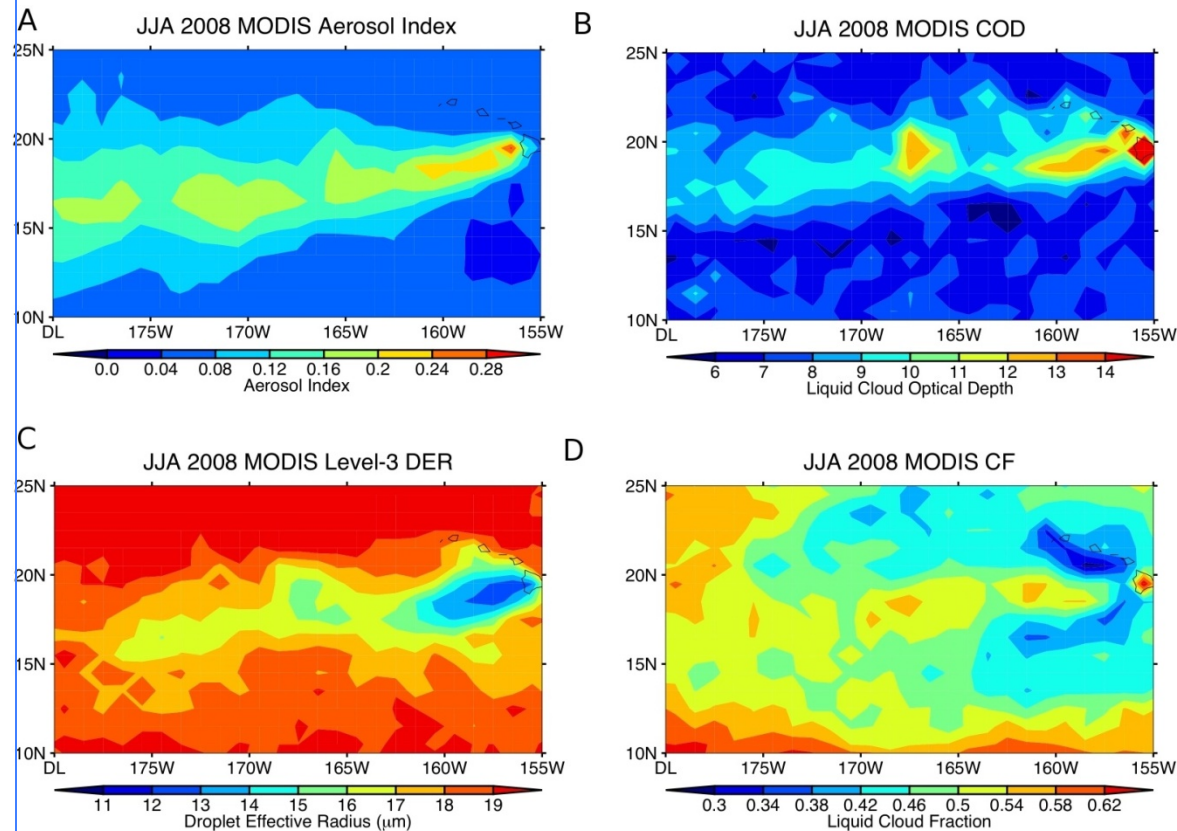 A
JJA 2008 MODIS Aerosol Index
25N
20N
15N
10N
DL 175W 170W 165W 160W 155W
0.0 0.04 0.08 0.12 0.16 0.2 0.24 0.28
Aerosol Index
B
JJA 2008 MODIS COD
25N
20N
15N
10N
DL 175W 170W 165W 160W 155W
6 7 8 9 10 11 12 13 14
Liquid Cloud Optical Depth
C
JJA 2008 MODIS Level-3 DER
25N
20N
15N
10N
DL 175W 170W 165W 160W 155W
11 12 13 14 15 16 17 18 19
Droplet Effective Radius (μm)
D
JJA 2008 MODIS CF
25N
20N
15N
10N
DL 175W 170W 165W 160W 155W
0.3 0.34 0.38 0.42 0.46 0.5 0.54 0.58 0.62
Liquid Cloud Fraction